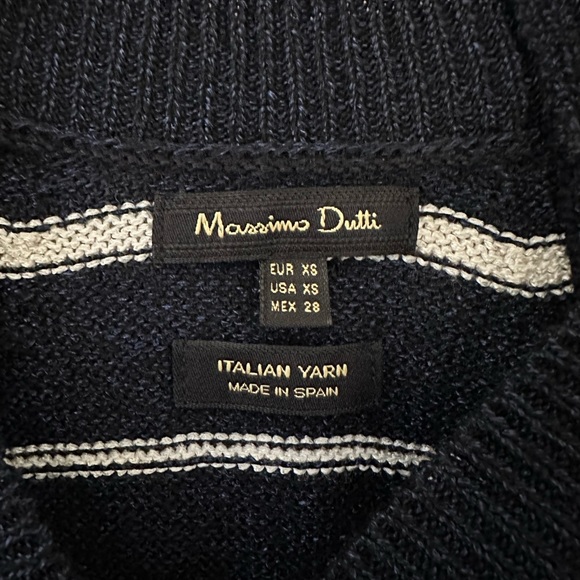 Massimo Dutti
EUR XS
USA XS
MEX 28
ITALIAN YARN
MADE IN SPAIN